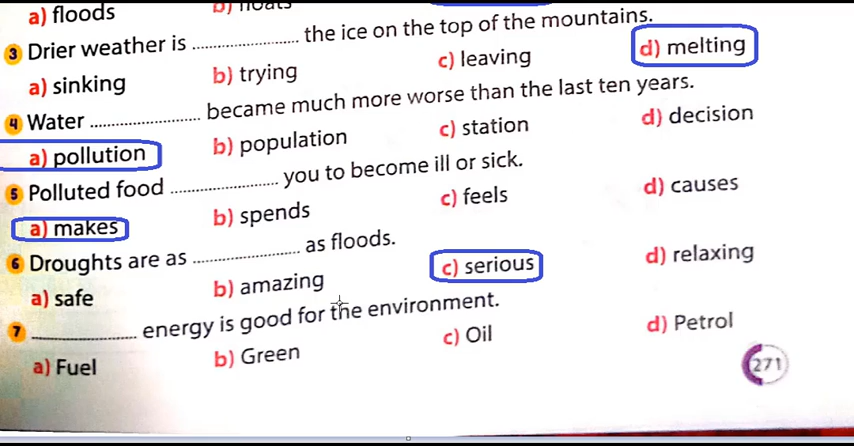 a) floods
b) floats
3 Drier weather is .................... the ice on the top of the mountains.
a) sinking b) trying c) leaving d) melting
4 Water .................... became much more worse than the last ten years.
a) pollution b) population c) station d) decision
5 Polluted food .................... you to become ill or sick.
a) makes b) spends c) feels d) causes
6 Droughts are as .................... as floods.
a) safe b) amazing c) serious d) relaxing
7 ____________ energy is good for the environment.
a) Fuel b) Green c) Oil d) Petrol
271